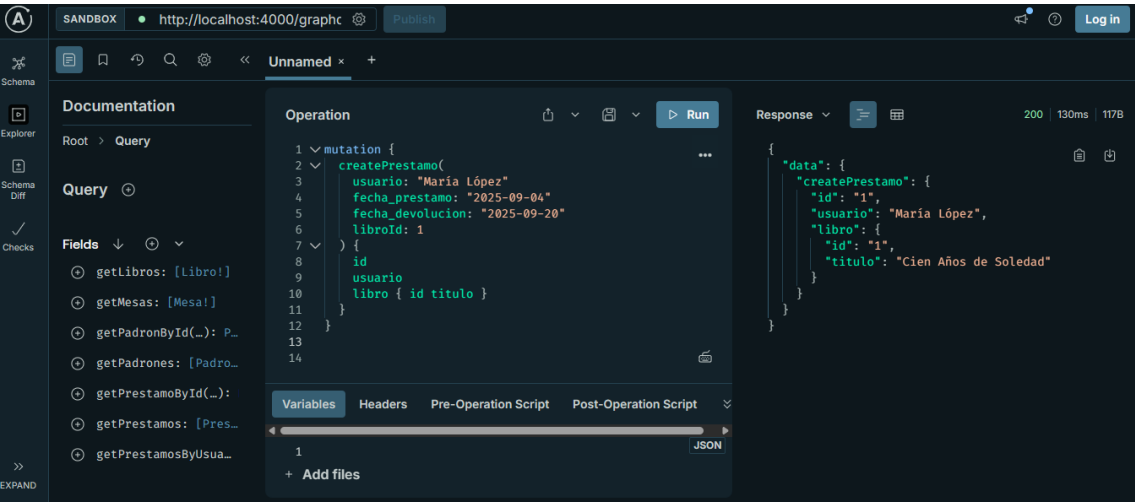 SANDBOX http://localhost:4000/graphc Publish Log in
Schema
Explorer
Schema
Diff
Checks
EXPAND
Unnamed × +
Documentation
Root > Query
Query
Fields
getLibros: [Libro!]
getMesas: [Mesa!]
getPadronById(…): P…
getPadrones: [Padro…
getPrestamoById(…):
getPrestamos: [Pres…
getPrestamosByUsua…
Operation Run
1 mutation {
2 createPrestamo(
3 usuario: "María López"
4 fecha_prestamo: "2025-09-04"
5 fecha_devolucion: "2025-09-20"
6 libroId: 1
7 ) {
8 id
9 usuario
10 libro { id titulo }
11 }
12 }
13
14
Variables Headers Pre-Operation Script Post-Operation Script
JSON
1
+ Add files
Response 200 130ms 117B
{
"data": {
"createPrestamo": {
"id": "1",
"usuario": "María López",
"libro": {
"id": "1",
"titulo": "Cien Años de Soledad"
}
}
}
}